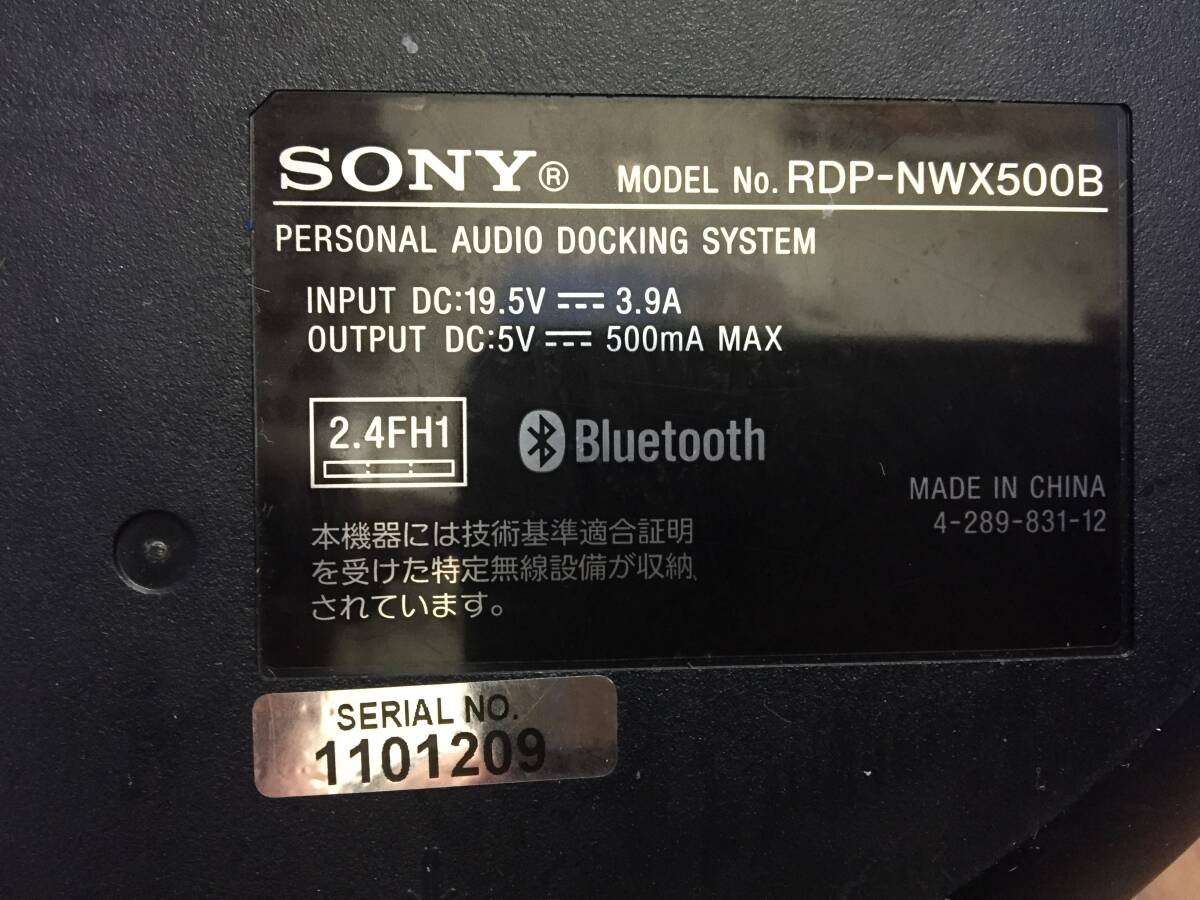 SONY® MODEL No. RDP-NWX500B
PERSONAL AUDIO DOCKING SYSTEM
INPUT DC:19.5V ⎓ 3.9A
OUTPUT DC:5V ⎓ 500mA MAX
2.4FH1
Bluetooth
MADE IN CHINA
4-289-831-12
本機器には技術基準適合証明
を受けた特定無線設備が収納
されています。
SERIAL NO.
1101209